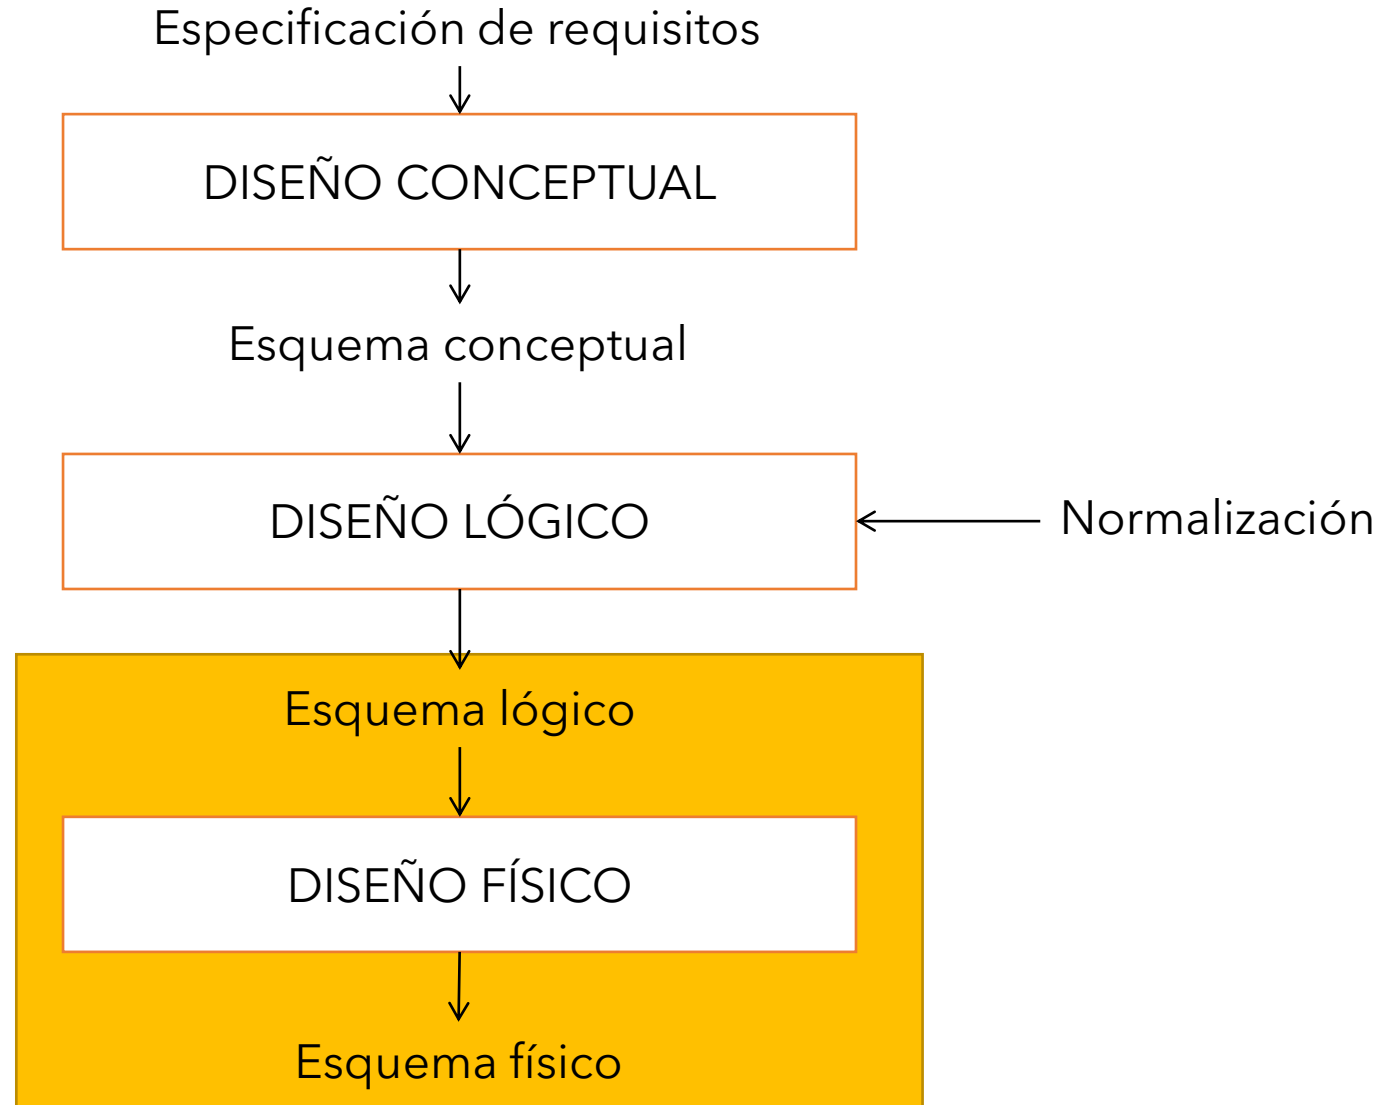 Especificación de requisitos
DISEÑO CONCEPTUAL
Esquema conceptual
DISEÑO LÓGICO
Normalización
Esquema lógico
DISEÑO FÍSICO
Esquema físico